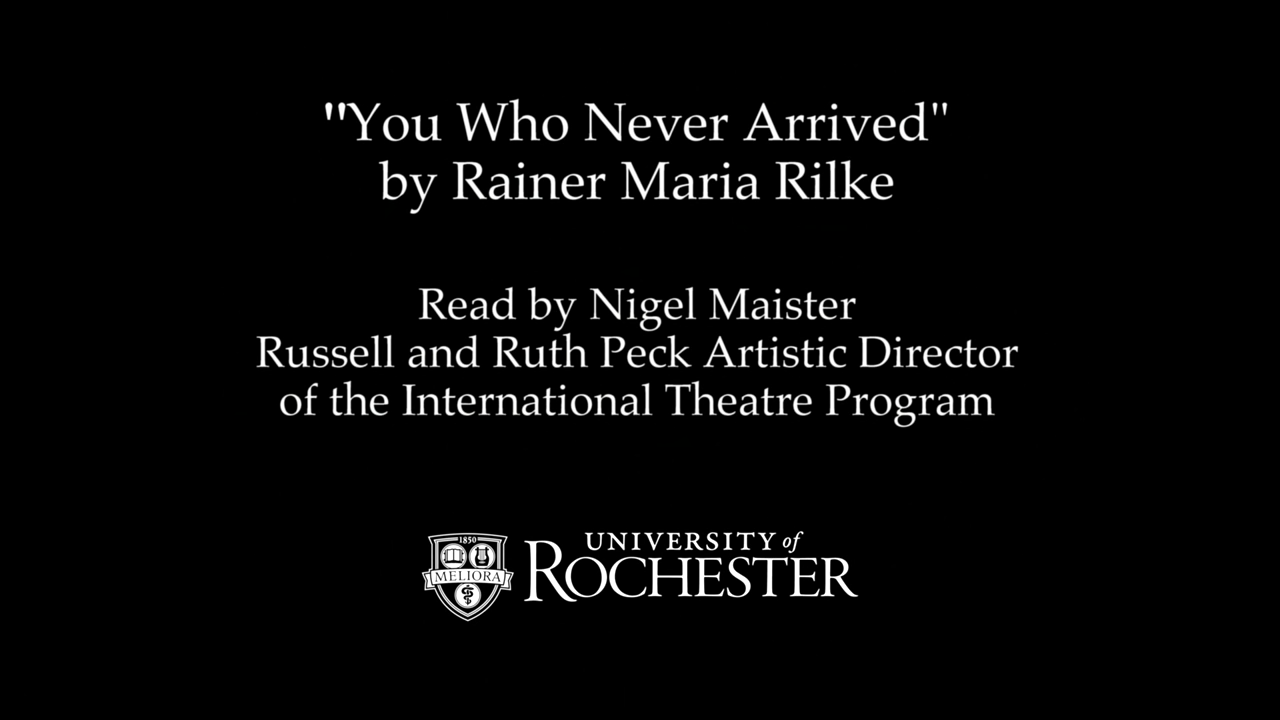 "You Who Never Arrived"
by Rainer Maria Rilke
Read by Nigel Maister
Russell and Ruth Peck Artistic Director
of the International Theatre Program
1850
MELIORA
UNIVERSITY of
ROCHESTER